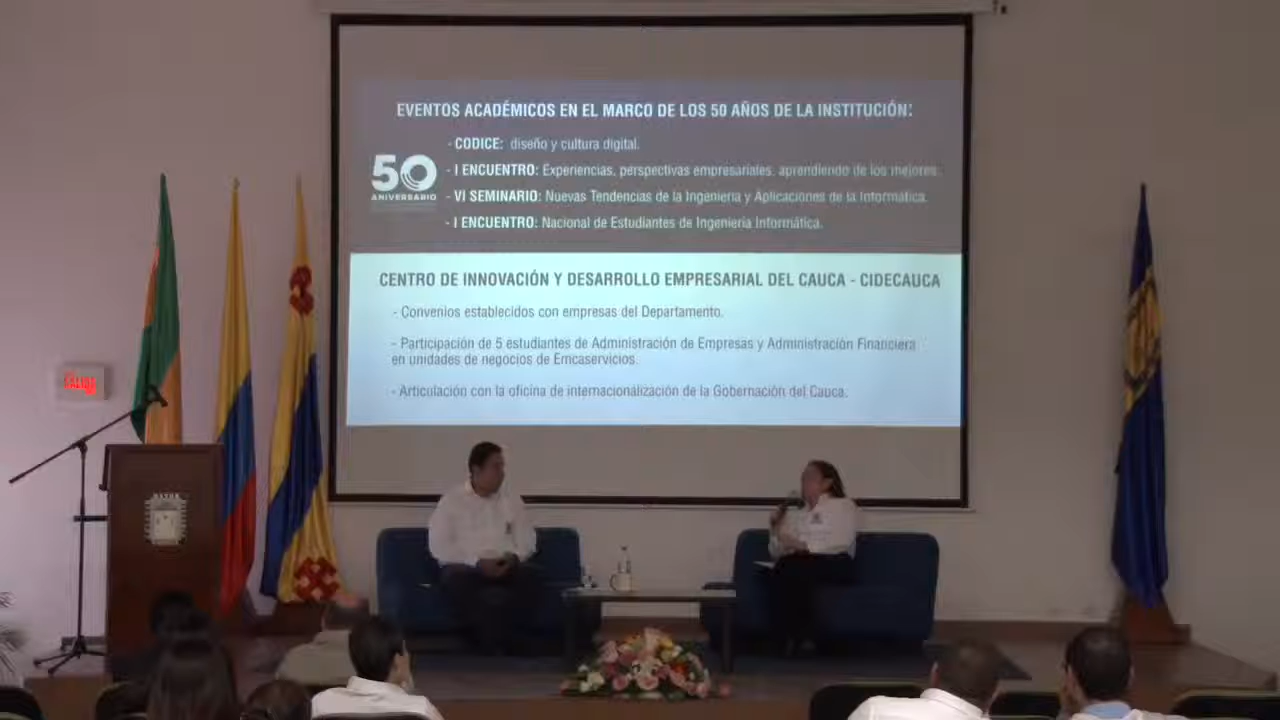 EVENTOS ACADÉMICOS EN EL MARCO DE LOS 50 AÑOS DE LA INSTITUCIÓN:
- CODICE: diseño y cultura digital.
- I ENCUENTRO: Experiencias, perspectivas empresariales, aprendiendo de los mejores.
- VI SEMINARIO: Nuevas Tendencias de la Ingeniería y Aplicaciones de la Informática.
- I ENCUENTRO: Nacional de Estudiantes de Ingeniería Informática.
50
ANIVERSARIO
CENTRO DE INNOVACIÓN Y DESARROLLO EMPRESARIAL DEL CAUCA - CIDECAUCA
- Convenios establecidos con empresas del Departamento.
- Participación de 5 estudiantes de Administración de Empresas y Administración Financiera
en unidades de negocios de Emcaservicios.
- Articulación con la oficina de internacionalización de la Gobernación del Cauca.
SALIDA